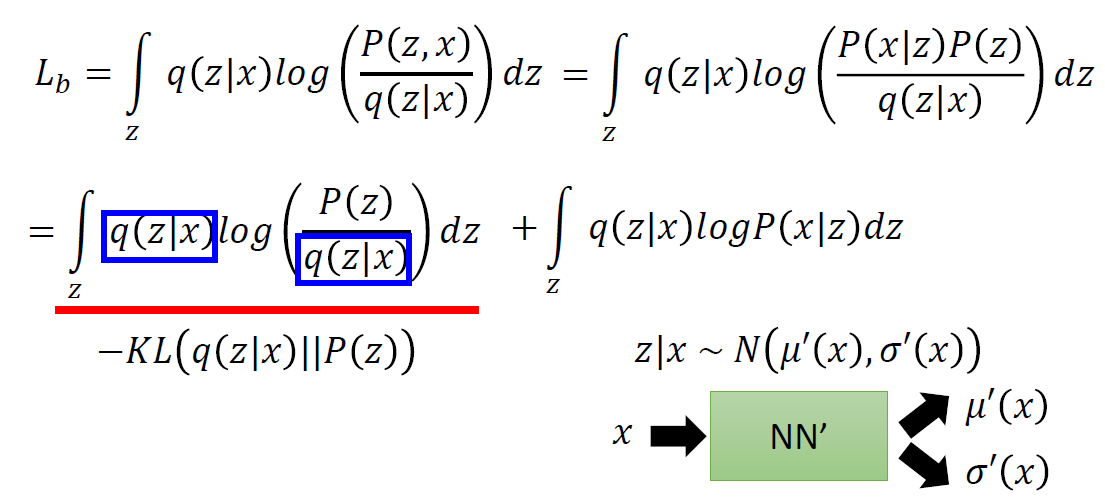 L_b = ∫_z q(z|x)log(P(z, x)/q(z|x)) dz = ∫_z q(z|x)log(P(x|z)P(z)/q(z|x)) dz
= ∫_z q(z|x)log(P(z)/q(z|x)) dz + ∫_z q(z|x)logP(x|z)dz
−KL(q(z|x)||P(z))
z|x ~ N(μ′(x), σ′(x))
x
NN’
μ′(x)
σ′(x)